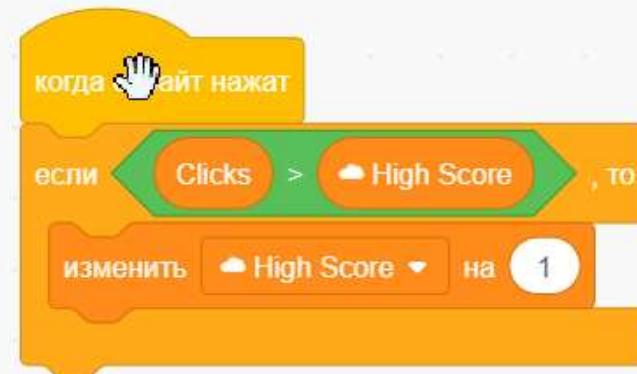 когда айт нажат
если Clicks > High Score , то
изменить High Score на 1